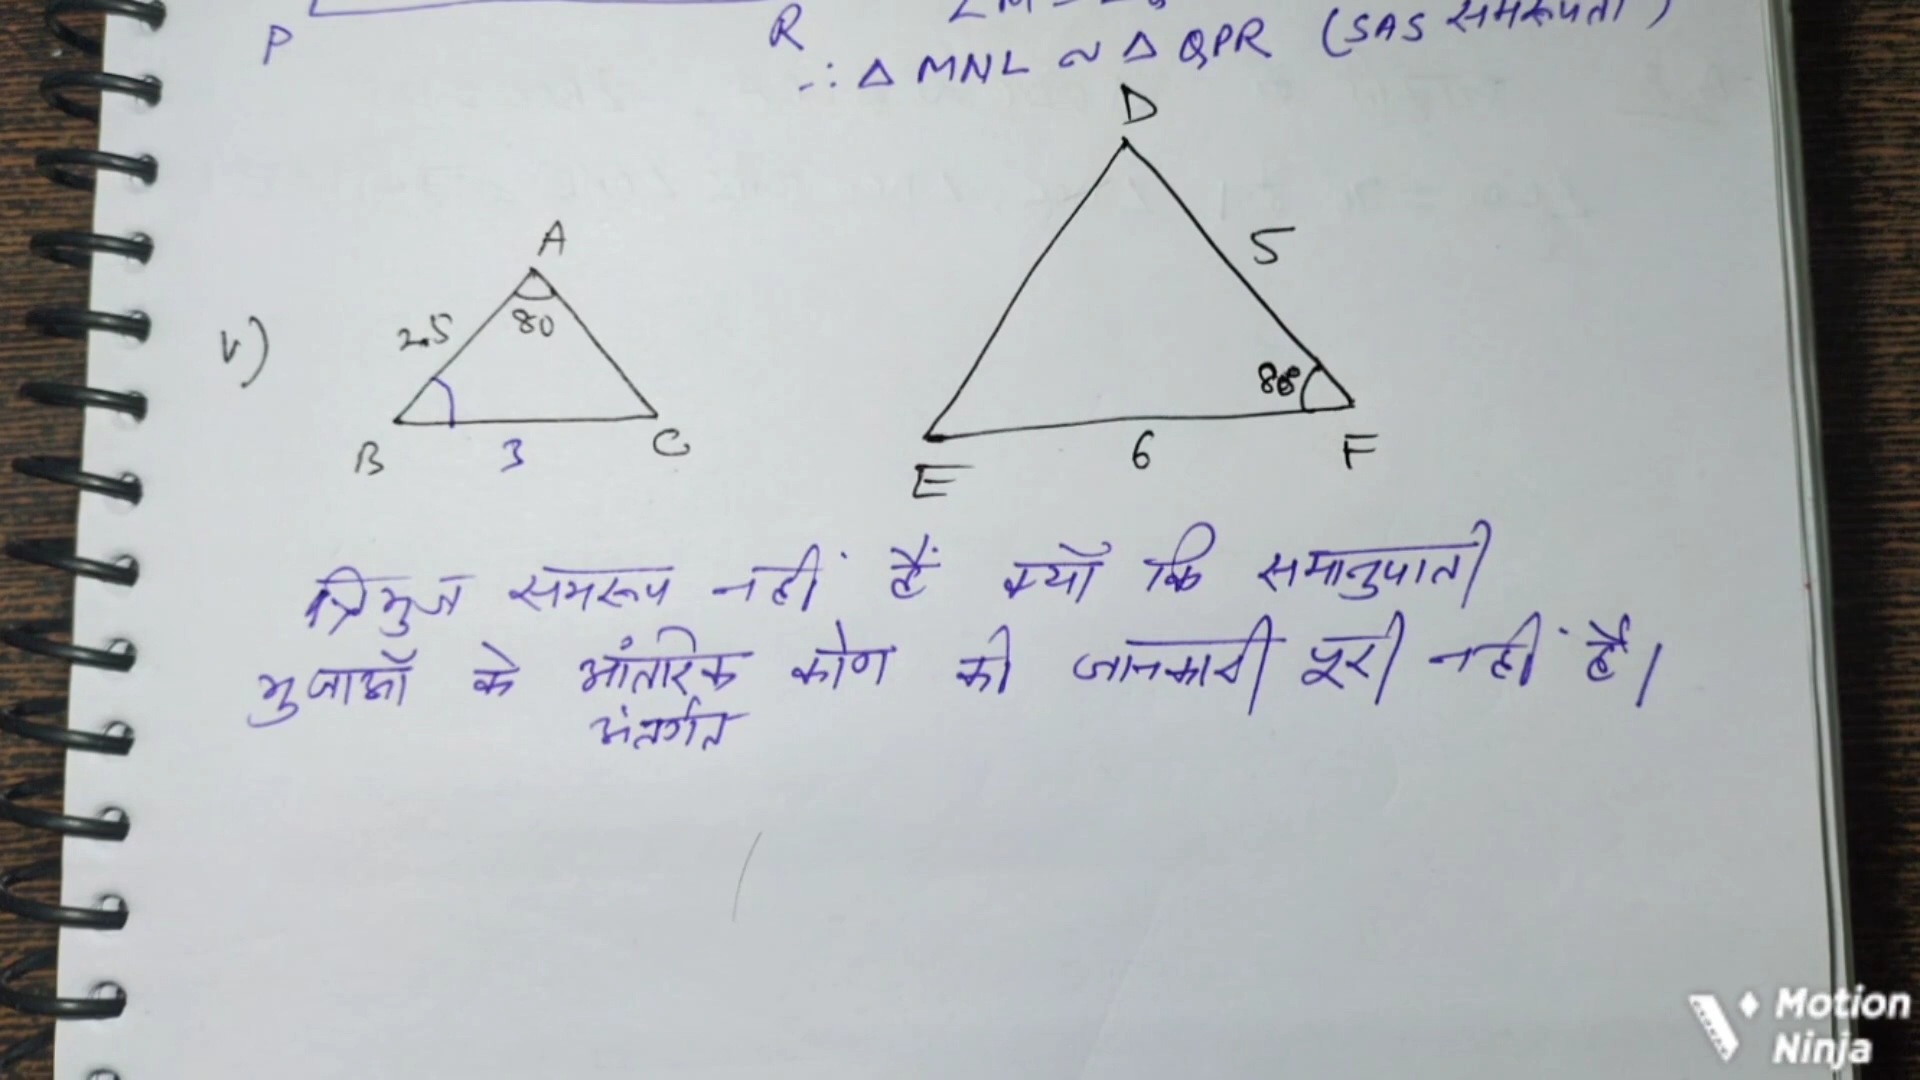 P R
∴ Δ MNL ~ Δ QPR (SAS समरूपता)
D
A
5
v)
2.5
80
80°
B
3
C
E
6
F
त्रिभुज समरूप नहीं हैं क्यों कि समानुपाती
भुजाओं के आंतरिक कोण की जानकारी पूरी नहीं है।
अंतर्गत
Motion
Ninja